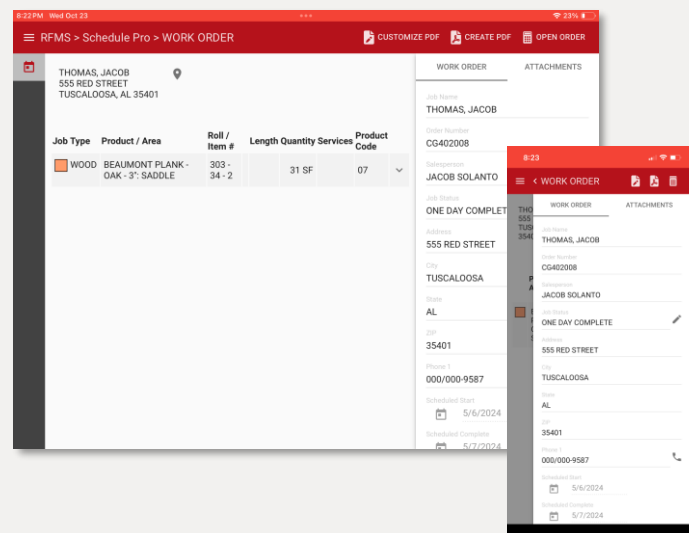 8:22PM Wed Oct 23
23%
RFMS > Schedule Pro > WORK ORDER
CUSTOMIZE PDF
CREATE PDF
OPEN ORDER
THOMAS, JACOB
555 RED STREET
TUSCALOOSA, AL 35401
Job Type
Product / Area
Roll / Item #
Length
Quantity
Services
Product Code
WOOD
BEAUMONT PLANK -
OAK - 3": SADDLE
303 -
34 - 2
31 SF
07
WORK ORDER
ATTACHMENTS
Job Name
THOMAS, JACOB
Order Number
CG402008
Salesperson
JACOB SOLANTO
Job Status
ONE DAY COMPLET
Address
555 RED STREET
City
TUSCALOOSA
State
AL
ZIP
35401
Phone 1
000/000-9587
Scheduled Start
5/6/2024
Scheduled Complete
5/7/2024
8:23
< WORK ORDER
THO
555
TUS
354
P
A
WORK ORDER
ATTACHMENTS
Job Name
THOMAS, JACOB
Order Number
CG402008
Salesperson
JACOB SOLANTO
Job Status
ONE DAY COMPLETE
Address
555 RED STREET
City
TUSCALOOSA
State
AL
ZIP
35401
Phone 1
000/000-9587
Scheduled Start
5/6/2024
Scheduled Complete
5/7/2024